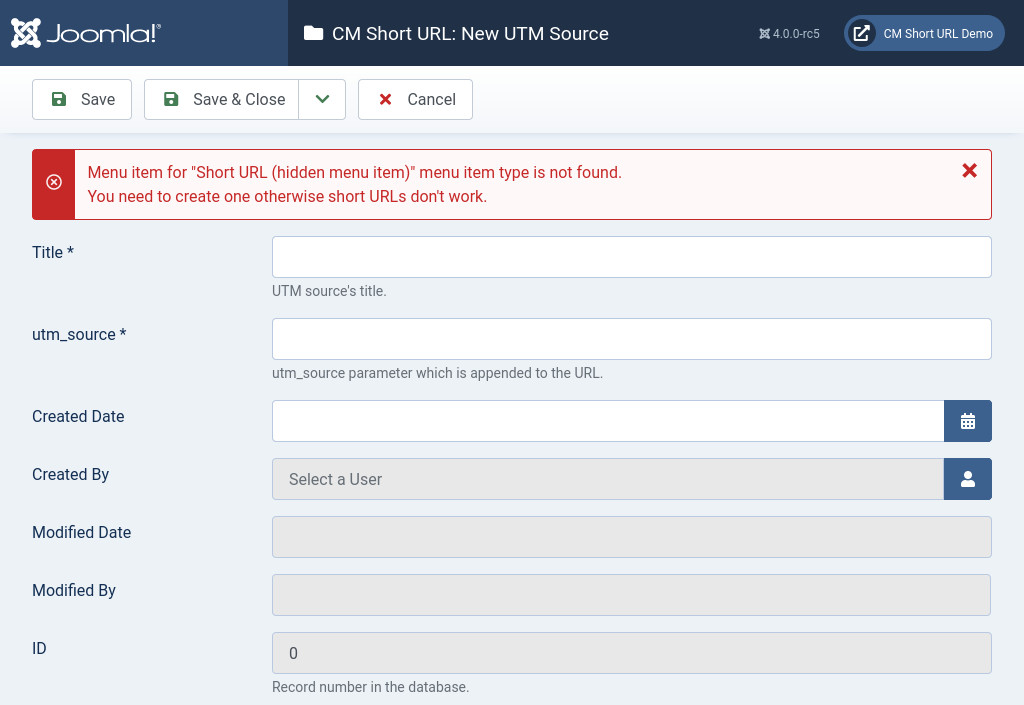 Joomla!®
CM Short URL: New UTM Source
4.0.0-rc5
CM Short URL Demo
Save
Save & Close
Cancel
Menu item for "Short URL (hidden menu item)" menu item type is not found.
You need to create one otherwise short URLs don't work.
Title *
UTM source's title.
utm_source *
utm_source parameter which is appended to the URL.
Created Date
Created By
Select a User
Modified Date
Modified By
ID
0
Record number in the database.